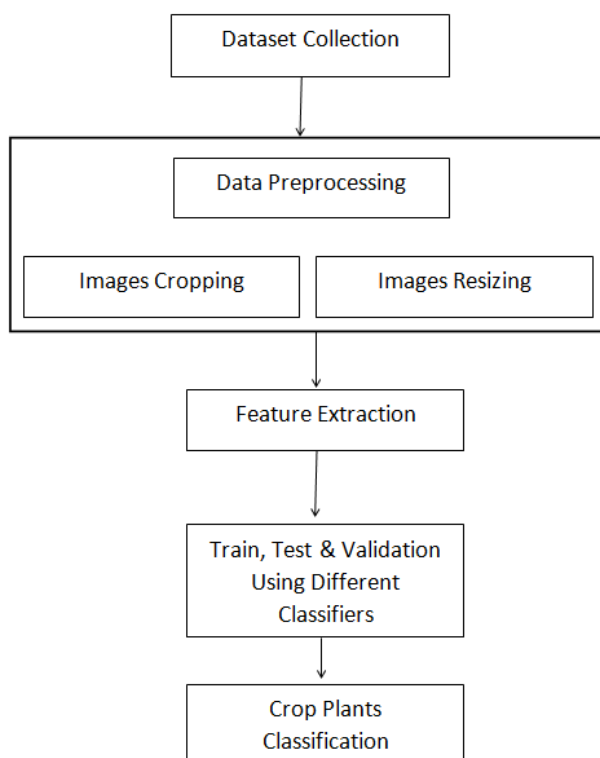 Dataset Collection
Data Preprocessing
Images Cropping
Images Resizing
Feature Extraction
Train, Test & Validation
Using Different
Classifiers
Crop Plants
Classification